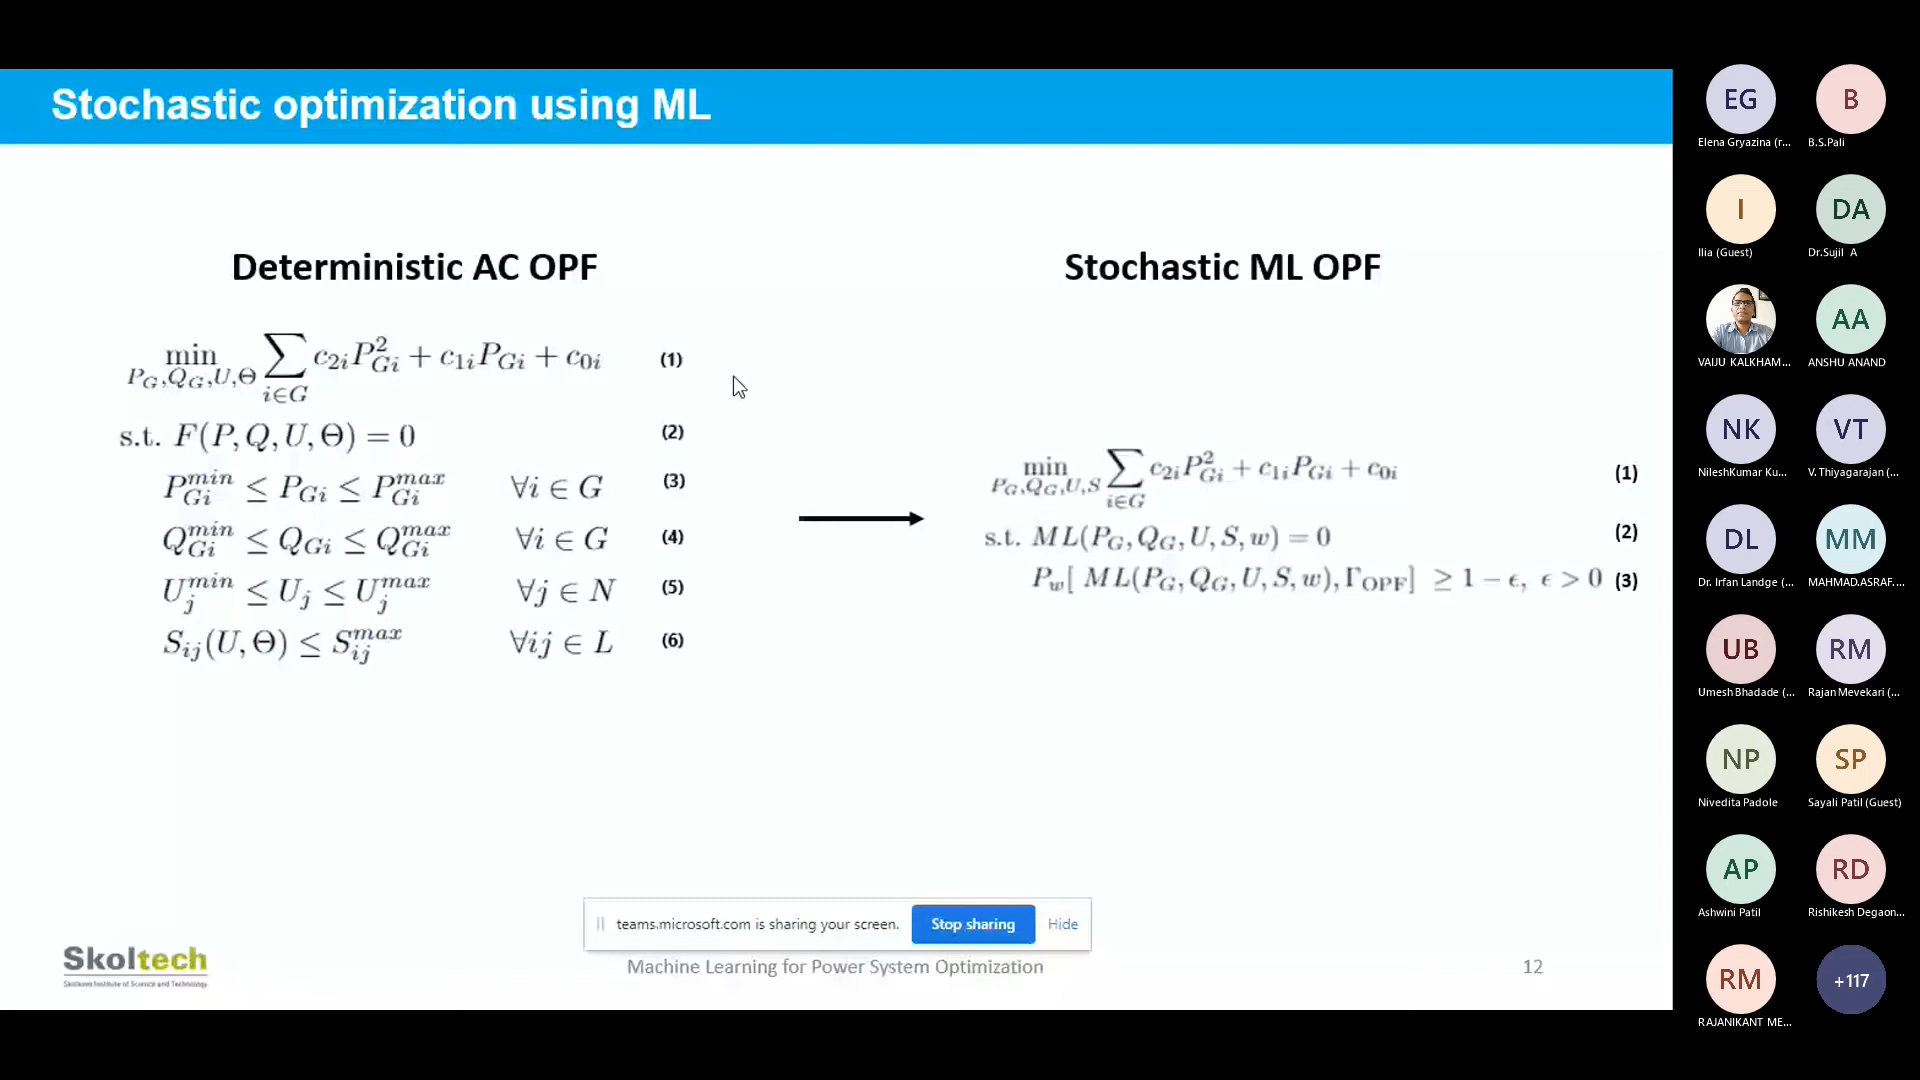 Stochastic optimization using ML
Deterministic AC OPF
min_{P_G,Q_G,U,Θ} ∑_{i∈G} c_{2i}P_{Gi}^2 + c_{1i}P_{Gi} + c_{0i} (1)
s.t. F(P,Q,U,Θ) = 0 (2)
P_{Gi}^{min} ≤ P_{Gi} ≤ P_{Gi}^{max} ∀i ∈ G (3)
Q_{Gi}^{min} ≤ Q_{Gi} ≤ Q_{Gi}^{max} ∀i ∈ G (4)
U_j^{min} ≤ U_j ≤ U_j^{max} ∀j ∈ N (5)
S_{ij}(U,Θ) ≤ S_{ij}^{max} ∀ij ∈ L (6)
Stochastic ML OPF
min_{P_G,Q_G,U,S} ∑_{i∈G} c_{2i}P_{Gi}^2 + c_{1i}P_{Gi} + c_{0i} (1)
s.t. ML(P_G,Q_G,U,S,w) = 0 (2)
P_w[ ML(P_G,Q_G,U,S,w),Γ_{OPF}] ≥ 1 − ϵ, ϵ > 0 (3)
teams.microsoft.com is sharing your screen. Stop sharing Hide
Skoltech
Skolkovo Institute of Science and Technology
Machine Learning for Power System Optimization
12
EG B
Elena Gryazina (r... B.S.Pali
I DA
Ilia (Guest) Dr.Sujil A
AA
VAIJU KALKHAM... ANSHU ANAND
NK VT
NileshKumar Ku... V. Thiyagarajan (...
DL MM
Dr. Irfan Landge (... MAHMAD.ASRAF....
UB RM
Umesh Bhadade (... Rajan Mevekari (...
NP SP
Nivedita Padole Sayali Patil (Guest)
AP RD
Ashwini Patil Rishikesh Degaon...
RM +117
RAJANIKANT ME...